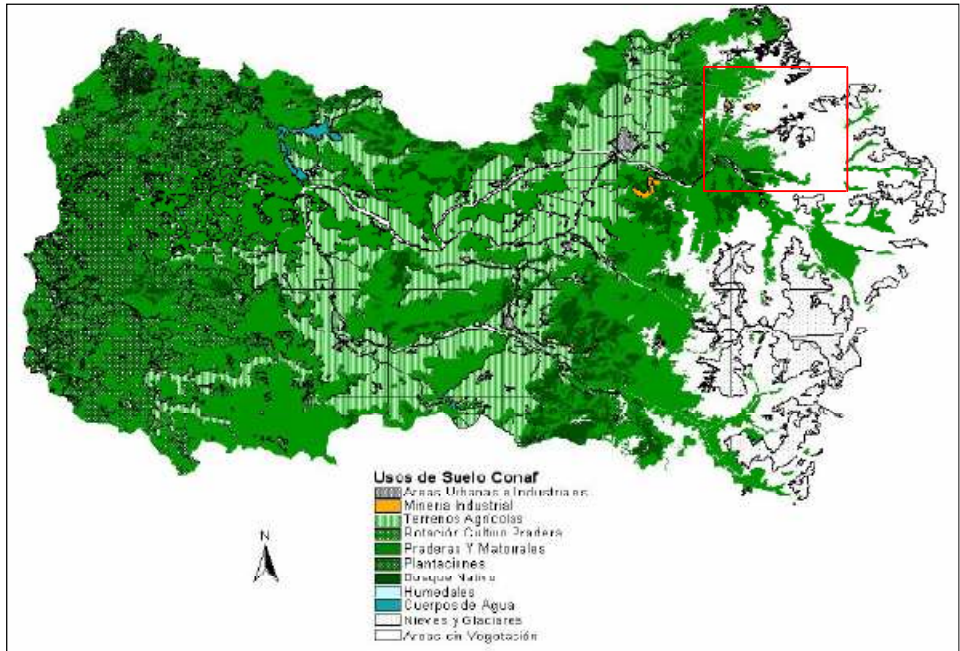 Usos de Suelo Conaf
Areas Urbanas e Industriales
Mineria Industrial
Terrenos Agrícolas
Rotación Cultivo Pradera
Praderas Y Matorrales
Plantaciones
Bosque Nativo
Humedales
Cuerpos de Agua
Nieves y Glaciares
Areas sin Vegetación
N